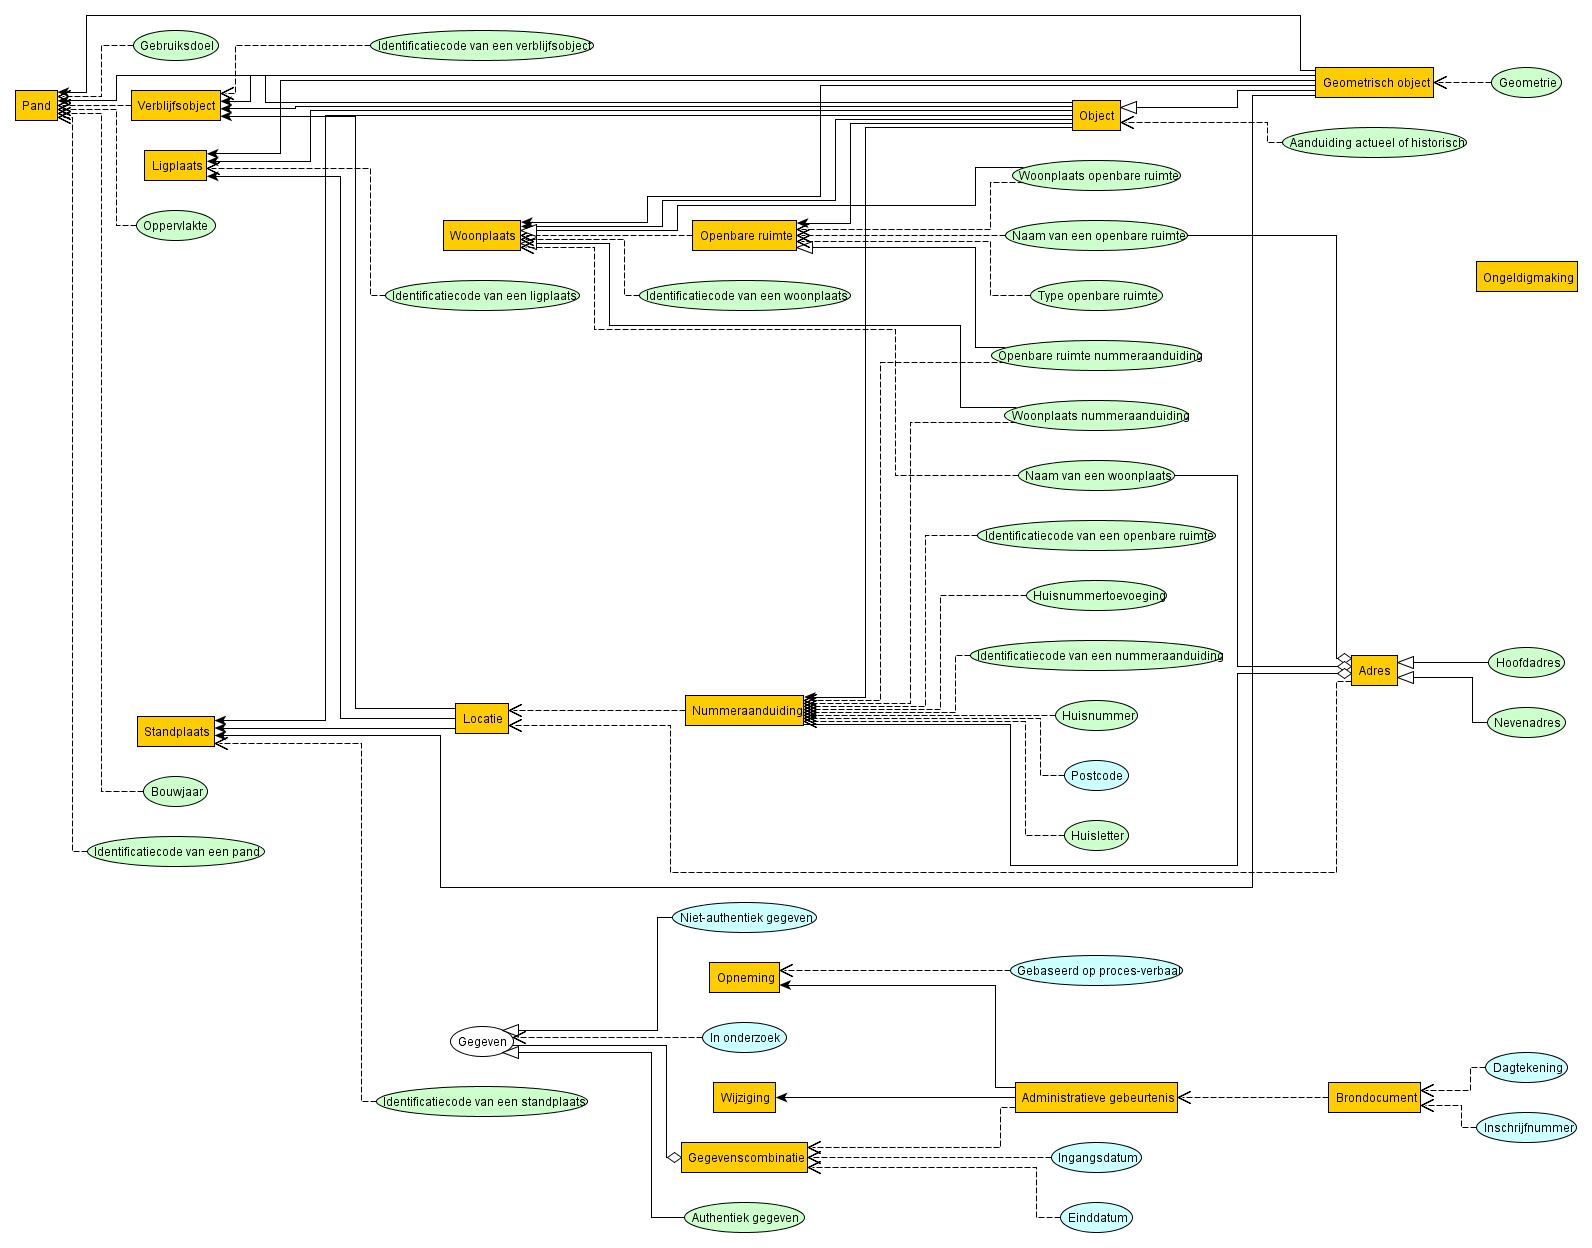 Gebruiksdoel
Identificatiecode van een verblijfsobject
Geometrisch object
Geometrie
Pand
Verblijfsobject
Object
Aanduiding actueel of historisch
Ligplaats
Woonplaats openbare ruimte
Oppervlakte
Woonplaats
Openbare ruimte
Naam van een openbare ruimte
Ongeldigmaking
Identificatiecode van een ligplaats
Identificatiecode van een woonplaats
Type openbare ruimte
Openbare ruimte nummeraanduiding
Woonplaats nummeraanduiding
Naam van een woonplaats
Identificatiecode van een openbare ruimte
Huisnummertoevoeging
Identificatiecode van een nummeraanduiding
Hoofdadres
Adres
Nummeraanduiding
Huisnummer
Locatie
Nevenadres
Standplaats
Postcode
Bouwjaar
Huisletter
Identificatiecode van een pand
Niet-authentiek gegeven
Opneming
Gebaseerd op proces-verbaal
In onderzoek
Gegeven
Dagtekening
Identificatiecode van een standplaats
Wijziging
Administratieve gebeurtenis
Brondocument
Inschrijfnummer
Gegevenscombinatie
Ingangsdatum
Authentiek gegeven
Einddatum